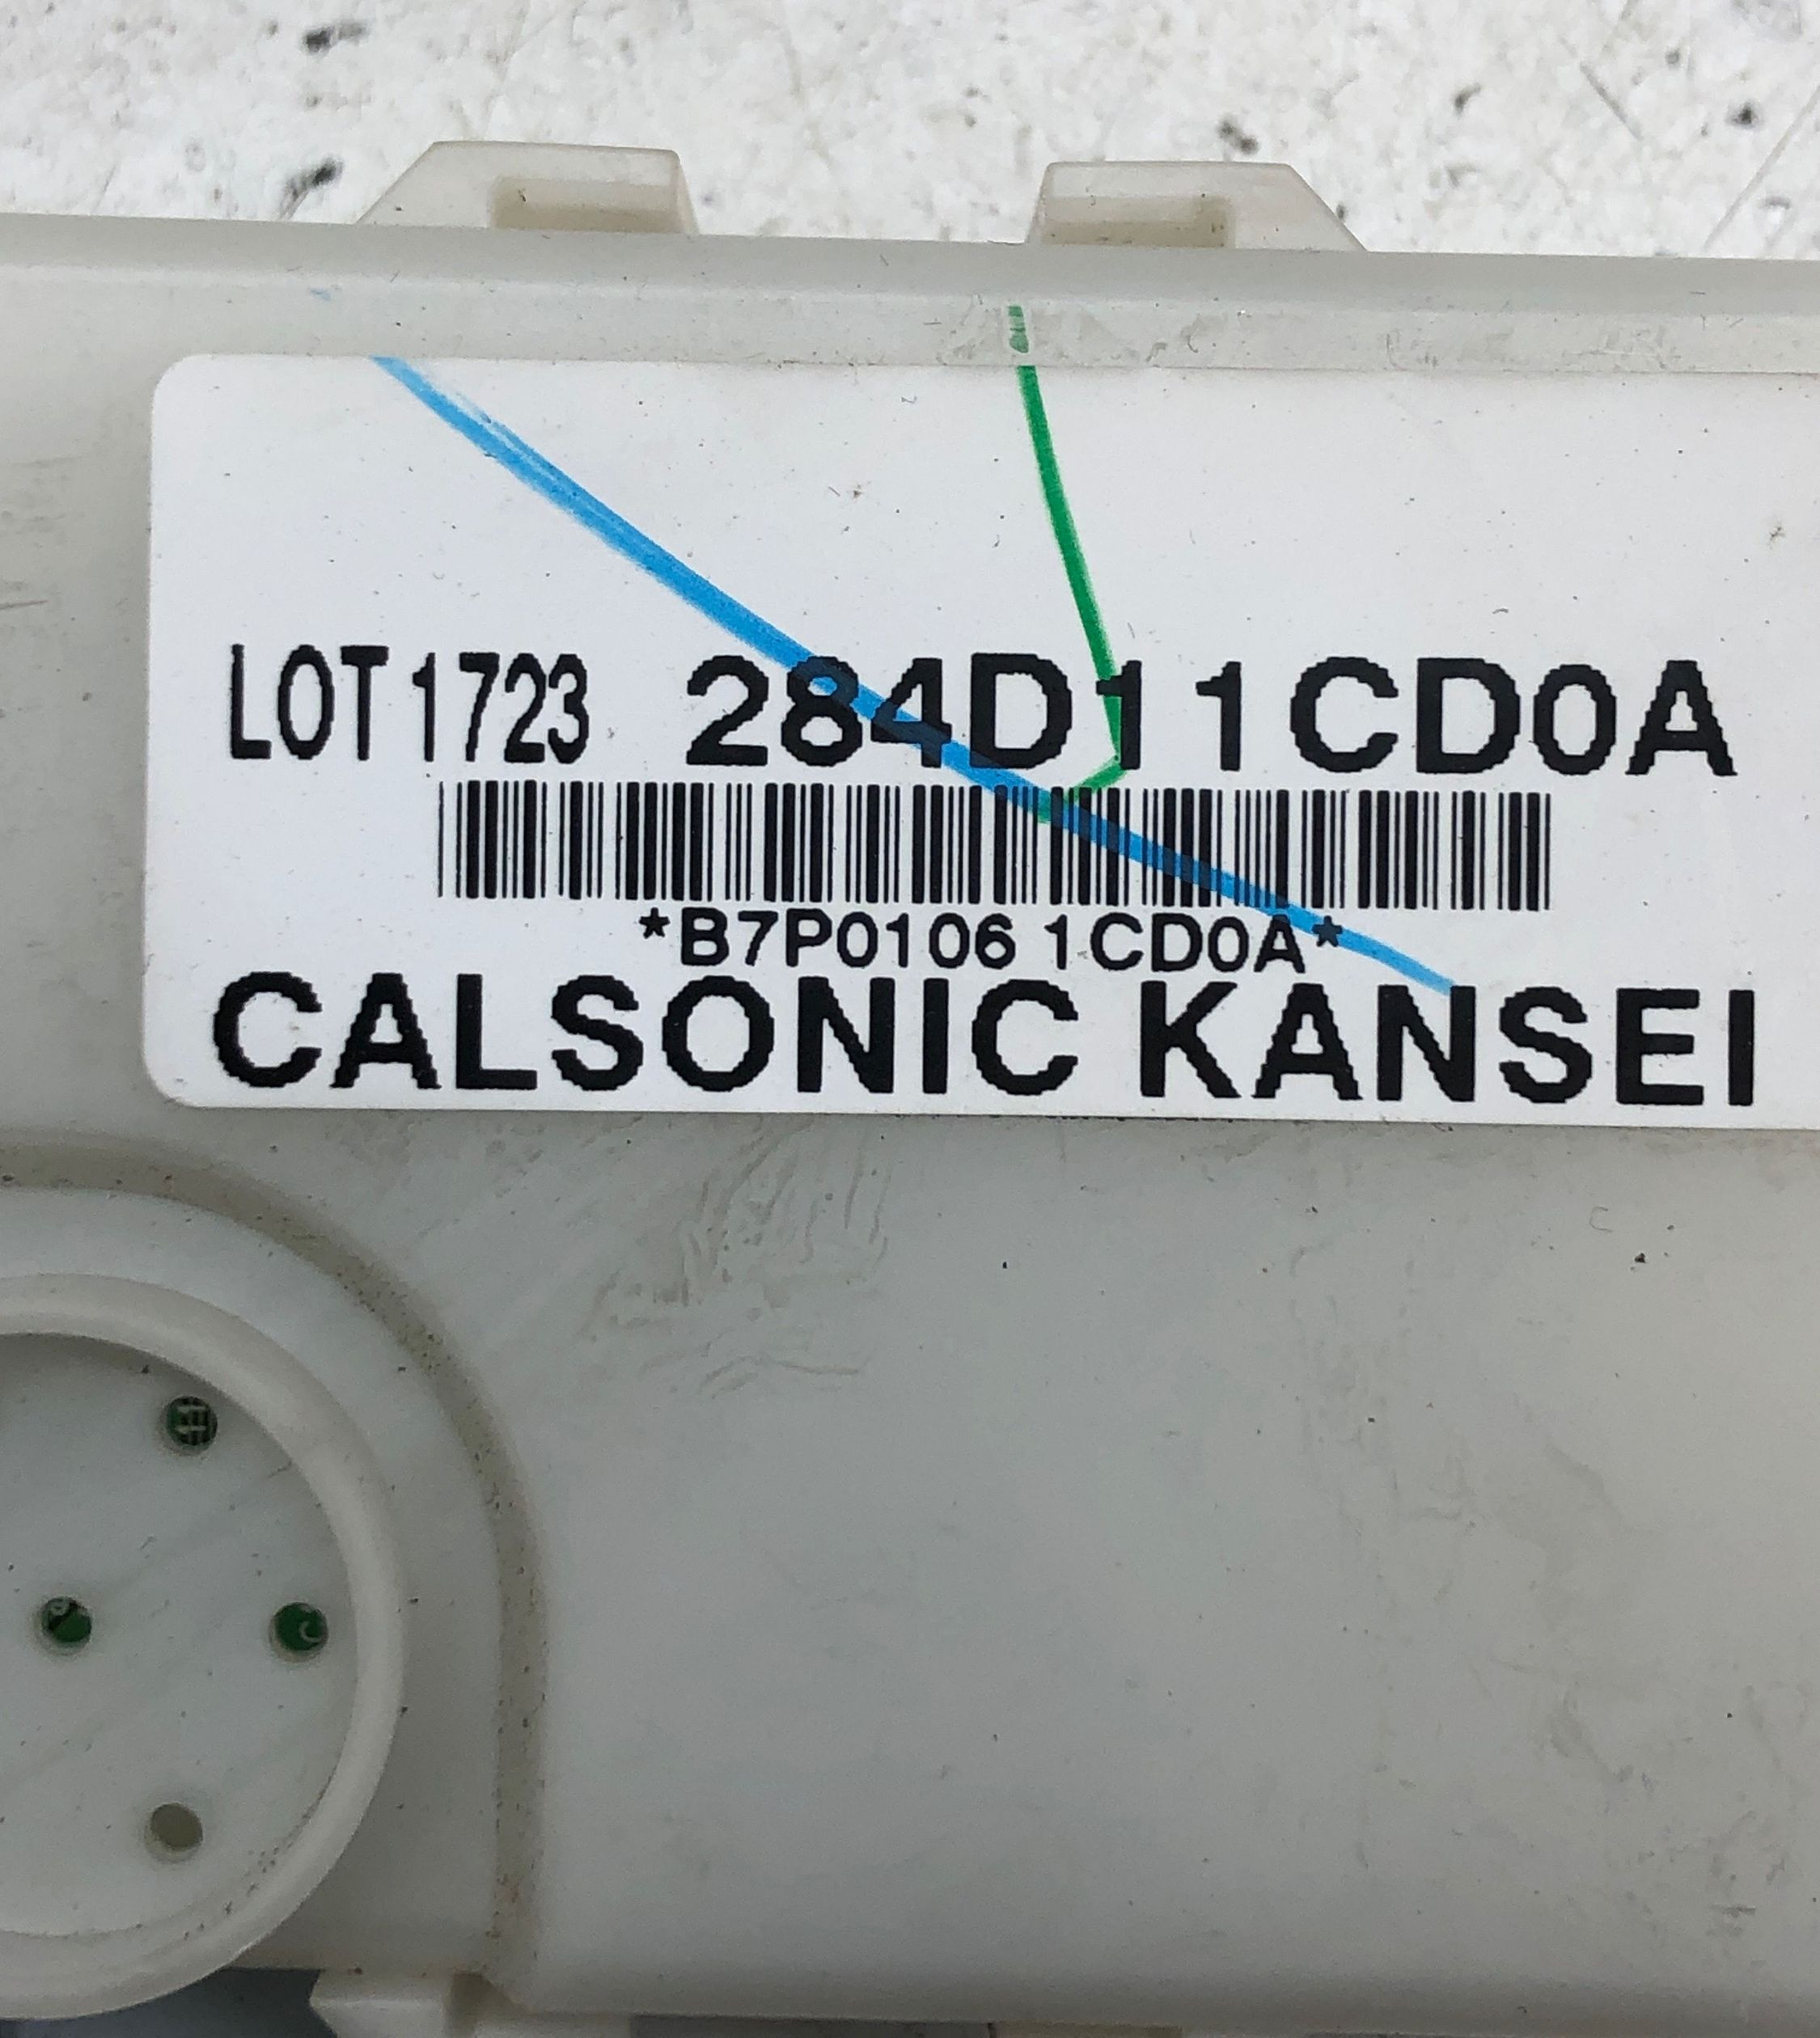 LOT 1723 284D11CD0A
*B7P0106 1CD0A*
CALSONIC KANSEI